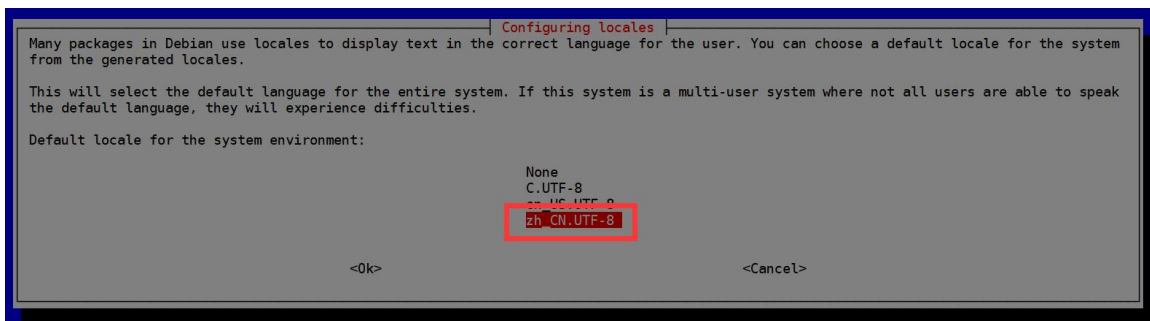 Configuring locales
Many packages in Debian use locales to display text in the correct language for the user. You can choose a default locale for the system
from the generated locales.
This will select the default language for the entire system. If this system is a multi-user system where not all users are able to speak
the default language, they will experience difficulties.
Default locale for the system environment:
None
C.UTF-8
en_US.UTF-8
zh_CN.UTF-8
<Ok> <Cancel>